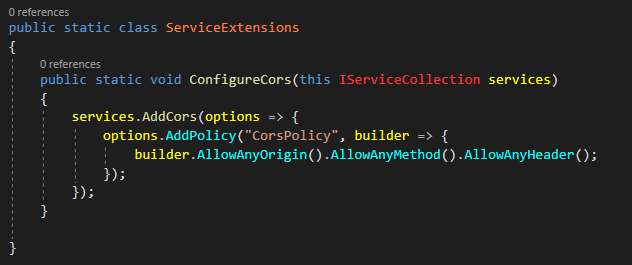 0 references
public static class ServiceExtensions
{
0 references
public static void ConfigureCors(this IServiceCollection services)
{
services.AddCors(options => {
options.AddPolicy("CorsPolicy", builder => {
builder.AllowAnyOrigin().AllowAnyMethod().AllowAnyHeader();
});
});
}
}